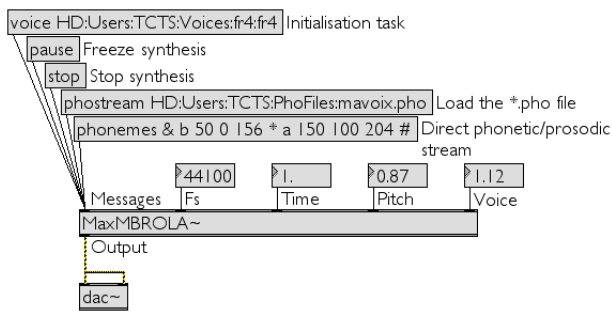 voice HD:Users:TCTS:Voices:fr4:fr4 Initialisation task
pause Freeze synthesis
stop Stop synthesis
phostream HD:Users:TCTS:PhoFiles:mavoix.pho Load the *.pho file
phonemes & b 50 0 156 * a 150 100 204 # Direct phonetic/prosodic
stream
44100 1. 0.87 1.12
Messages Fs Time Pitch Voice
MaxMBROLA~
Output
dac~